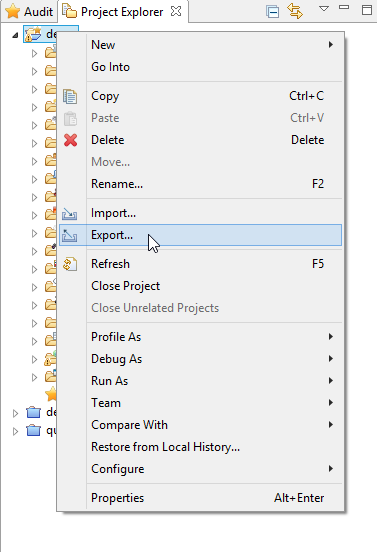 Audit Project Explorer
de
New
Go Into
Copy Ctrl+C
Paste Ctrl+V
Delete Delete
Move...
Rename... F2
Import...
Export...
Refresh F5
Close Project
Close Unrelated Projects
Profile As
Debug As
Run As
Team
Compare With
de
Restore from Local History...
qu
Configure
Properties Alt+Enter